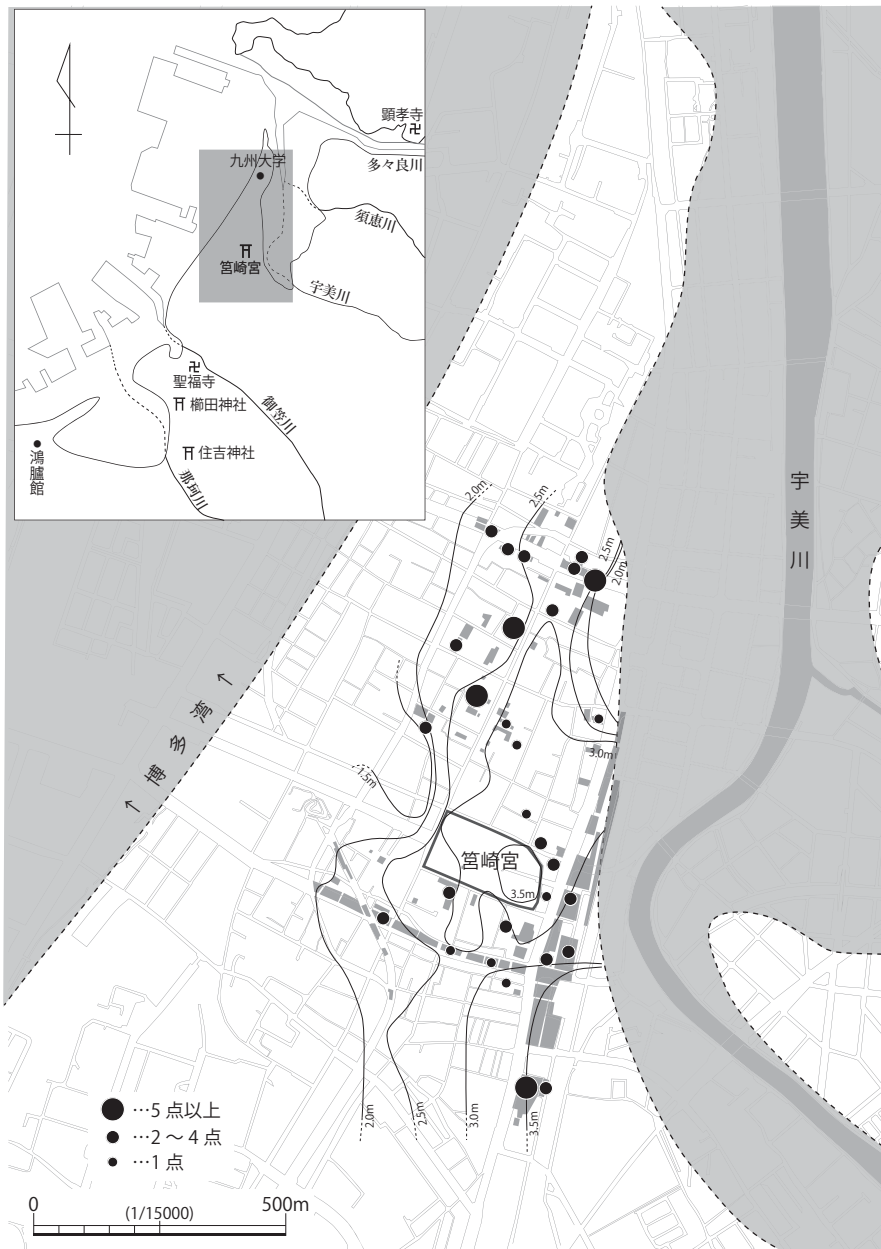 顕孝寺
卍
九州大学
多々良川
須恵川
筥崎宮
宇美川
卍
聖福寺
櫛田神社
御笠川
住吉神社
鴻臚館
那珂川
2.0m
2.5m
2.5m
2.0m
宇美川
↑博多湾↑
3.0m
1.5m
筥崎宮
3.5m
2.0m
2.5m
3.0m
3.5m
…5 点以上
…2 ～ 4 点
…1 点
0 (1/15000) 500m